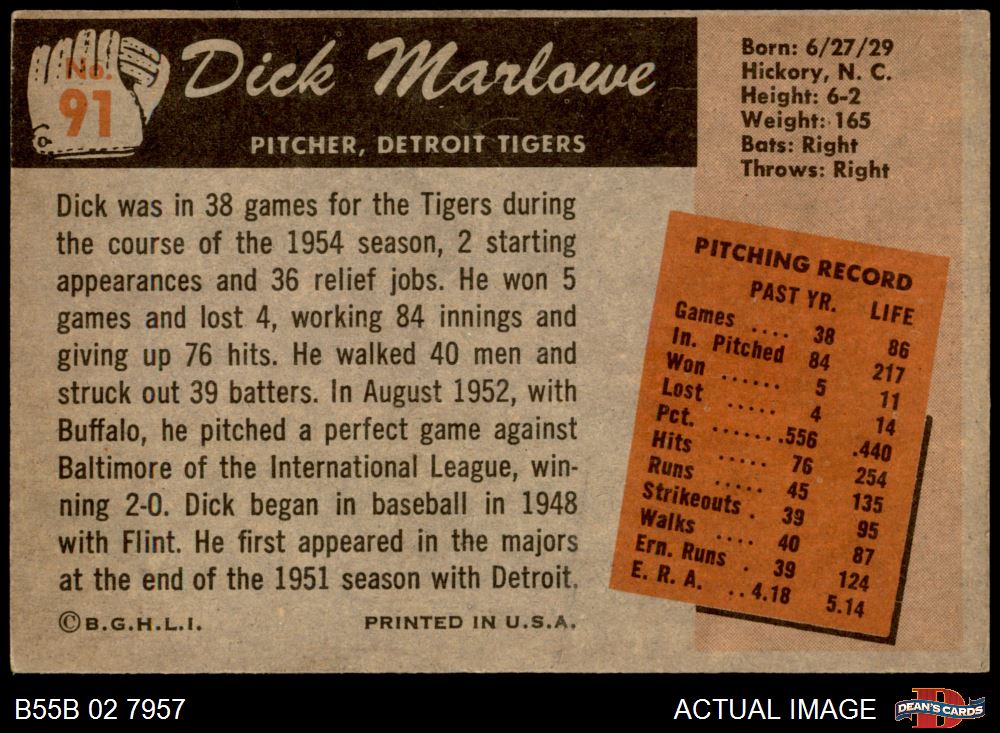 No.
91
Dick Marlowe
PITCHER, DETROIT TIGERS
Born: 6/27/29
Hickory, N. C.
Height: 6-2
Weight: 165
Bats: Right
Throws: Right
Dick was in 38 games for the Tigers during
the course of the 1954 season, 2 starting
appearances and 36 relief jobs. He won 5
games and lost 4, working 84 innings and
giving up 76 hits. He walked 40 men and
struck out 39 batters. In August 1952, with
Buffalo, he pitched a perfect game against
Baltimore of the International League, win-
ning 2-0. Dick began in baseball in 1948
with Flint. He first appeared in the majors
at the end of the 1951 season with Detroit.
©B.G.H.L.I. PRINTED IN U.S.A.
PITCHING RECORD
PAST YR. LIFE
Games .... 38 86
In. Pitched 84 217
Won ...... 5 11
Lost ..... 4 14
Pct. .......556 .440
Hits ..... 76 254
Runs ..... 45 135
Strikeouts . 39 95
Walks .... 40 87
Ern. Runs . 39 124
E. R. A. ..4.18 5.14
B55B 02 7957
ACTUAL IMAGE
DEAN'S CARDS